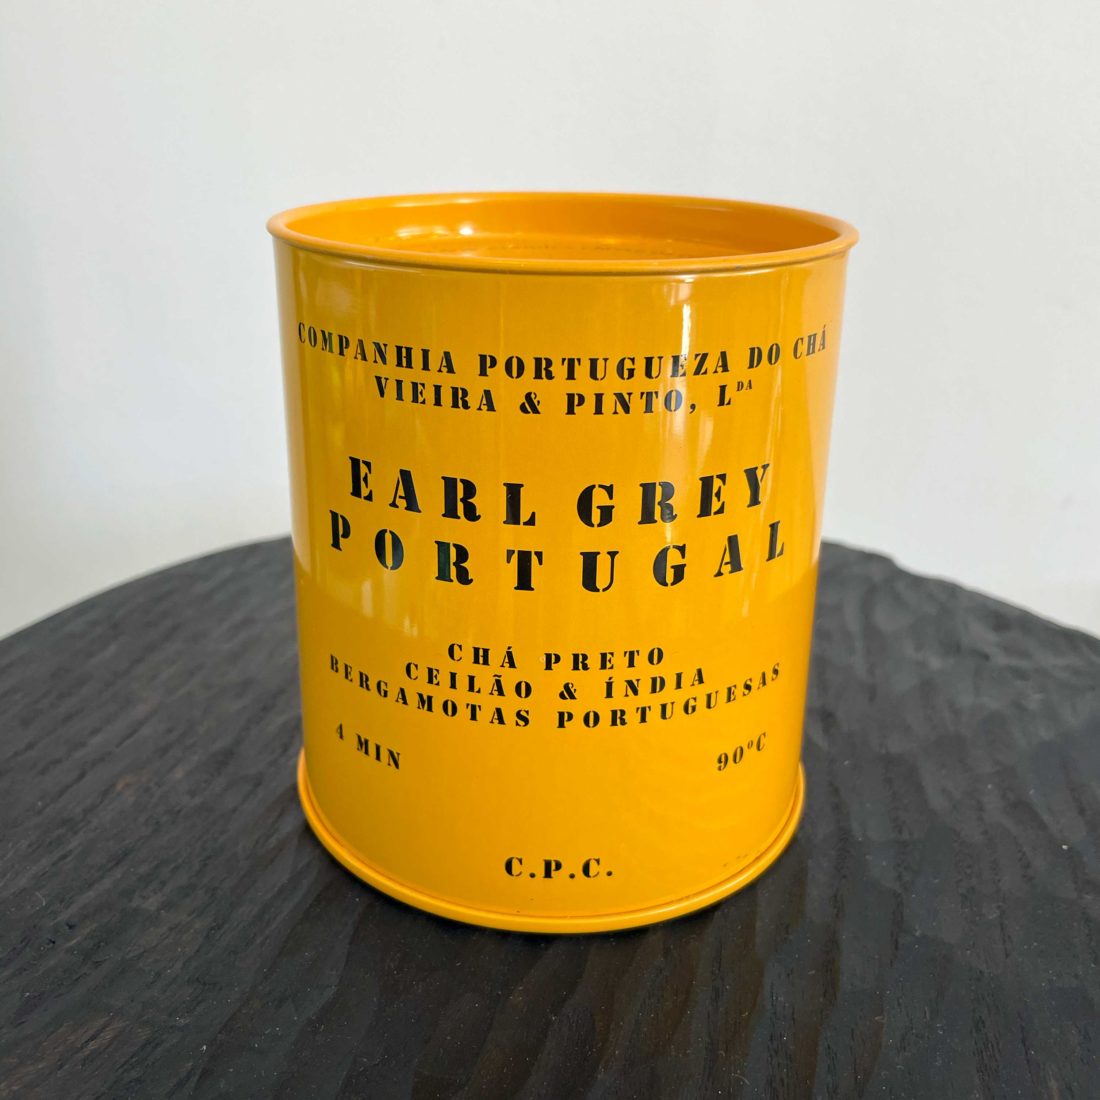 COMPANHIA PORTUGUEZA DO CHÁ
VIEIRA & PINTO, LDA
EARL GREY
PORTUGAL
CHÁ PRETO
CEILÃO & ÍNDIA
BERGAMOTAS PORTUGUESAS
4 MIN 90ºC
C.P.C.